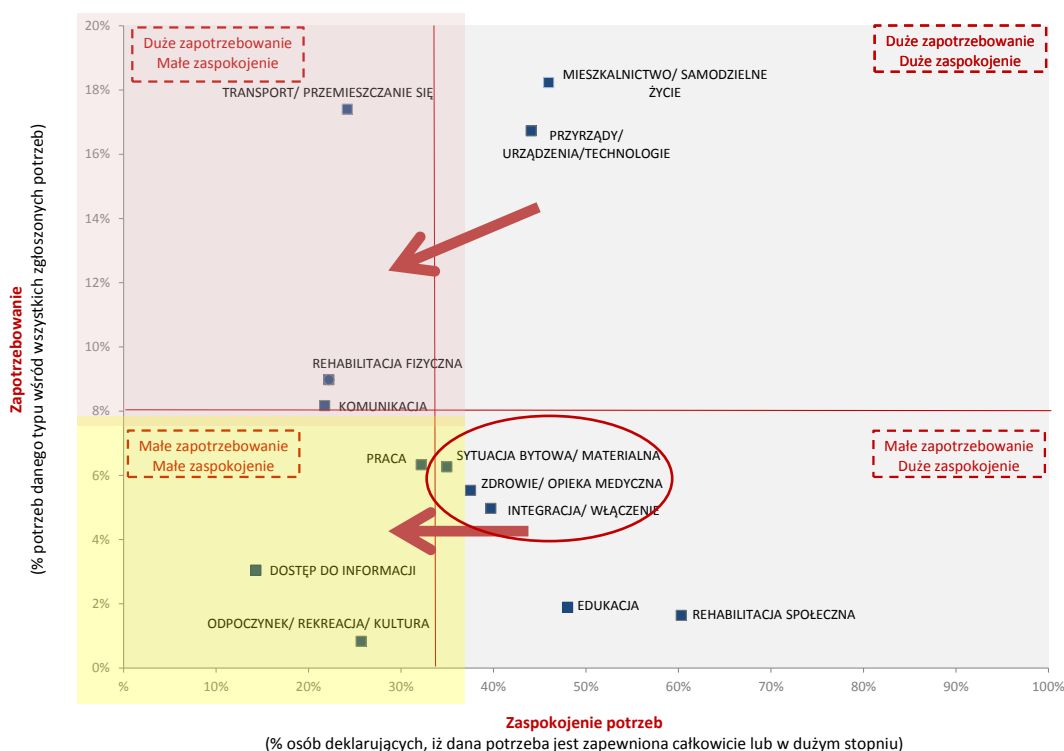 20%
18%
16%
14%
12%
10%
8%
6%
4%
2%
0%
Zapotrzebowanie
(% potrzeb danego typu wśród wszystkich zgłoszonych potrzeb)
Duże zapotrzebowanie
Małe zaspokojenie
Duże zapotrzebowanie
Duże zaspokojenie
TRANSPORT/ PRZEMIESZCZANIE SIĘ
MIESZKALNICTWO/ SAMODZIELNE
ŻYCIE
PRZYRZĄDY/
URZĄDZENIA/TECHNOLOGIE
REHABILITACJA FIZYCZNA
KOMUNIKACJA
Małe zapotrzebowanie
Małe zaspokojenie
Małe zapotrzebowanie
Duże zaspokojenie
PRACA
SYTUACJA BYTOWA/ MATERIALNA
ZDROWIE/ OPIEKA MEDYCZNA
INTEGRACJA/ WŁĄCZENIE
DOSTĘP DO INFORMACJI
ODPOCZYNEK/ REKREACJA/ KULTURA
EDUKACJA
REHABILITACJA SPOŁECZNA
% 10% 20% 30% 40% 50% 60% 70% 80% 90% 100%
Zaspokojenie potrzeb
(% osób deklarujących, iż dana potrzeba jest zapewniona całkowicie lub w dużym stopniu)